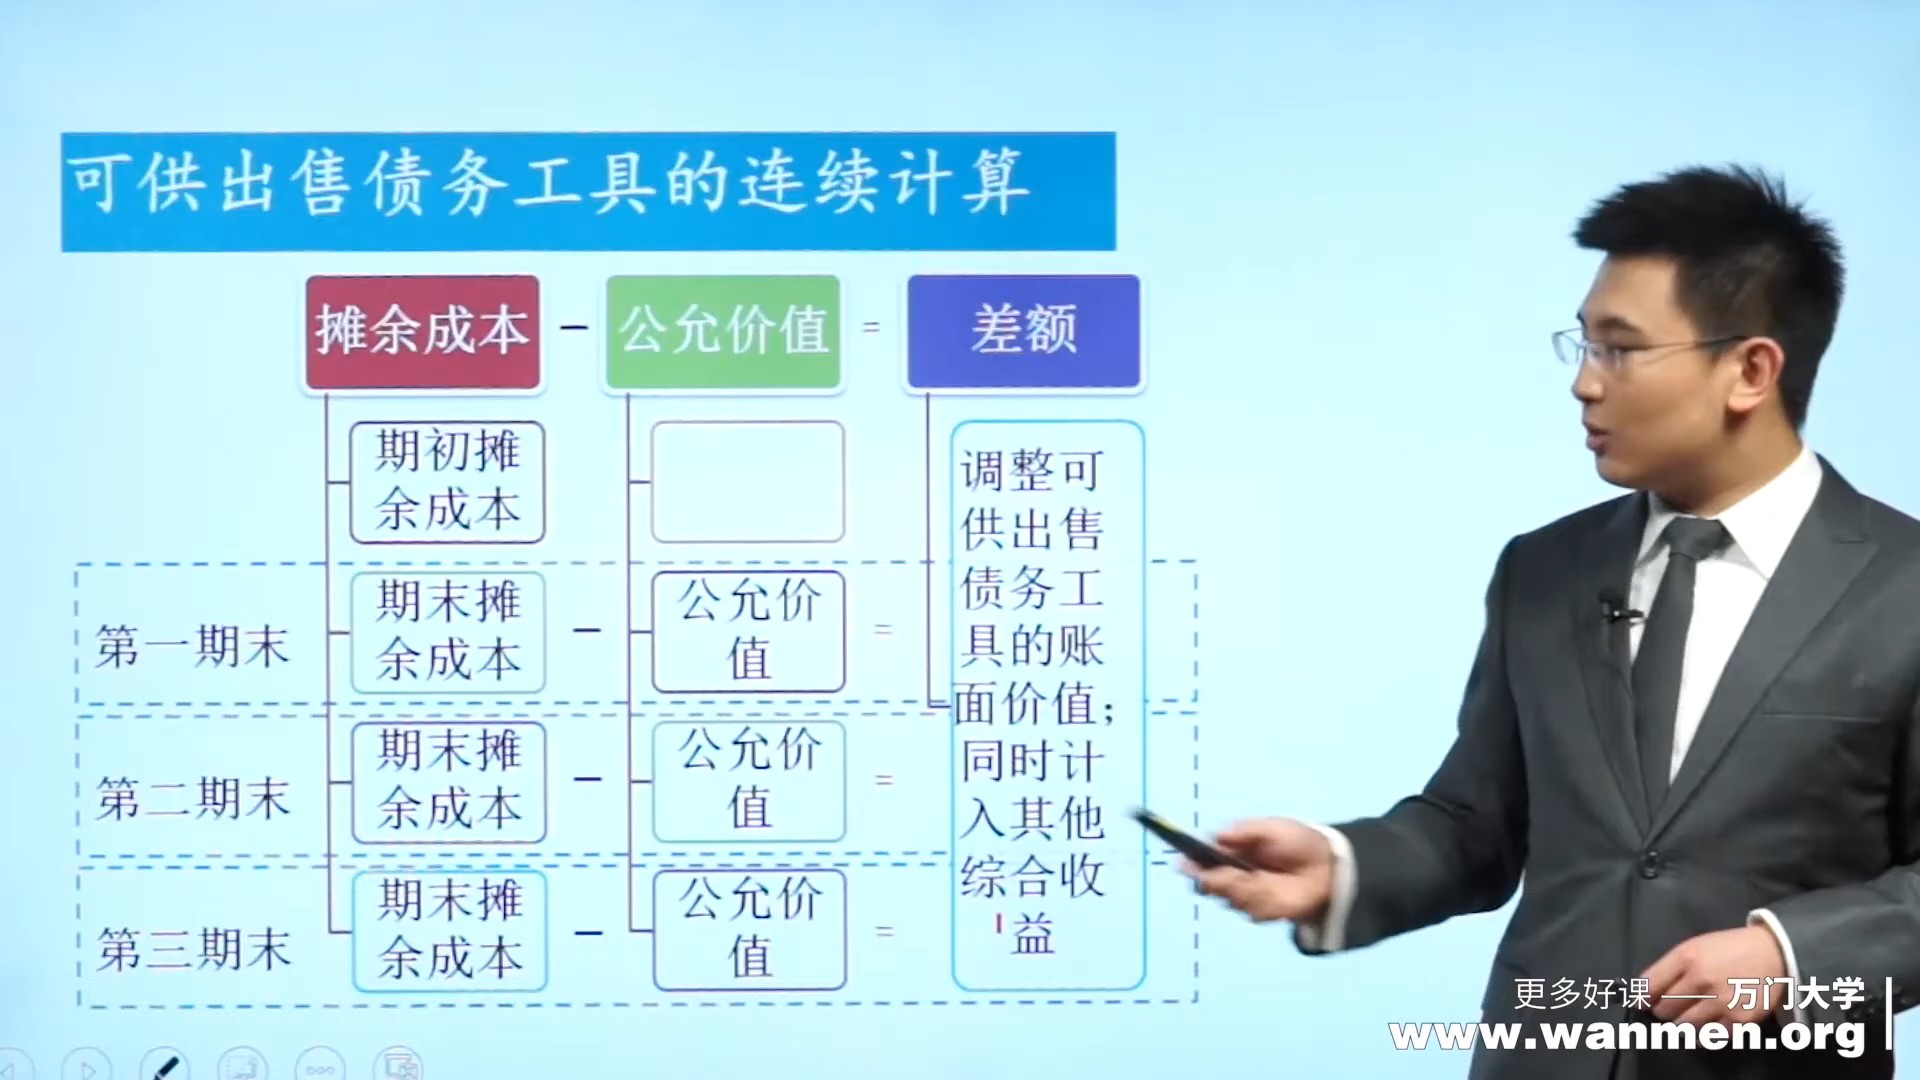 可供出售债务工具的连续计算
摊余成本 - 公允价值 = 差额
期初摊
余成本
第一期末
期末摊
余成本
-
公允价
值
=
第二期末
期末摊
余成本
-
公允价
值
=
第三期末
期末摊
余成本
-
公允价
值
=
调整可
供出售
债务工
具的账
面价值；
同时计
入其他
综合收
益
更多好课 —— 万门大学
www.wanmen.org